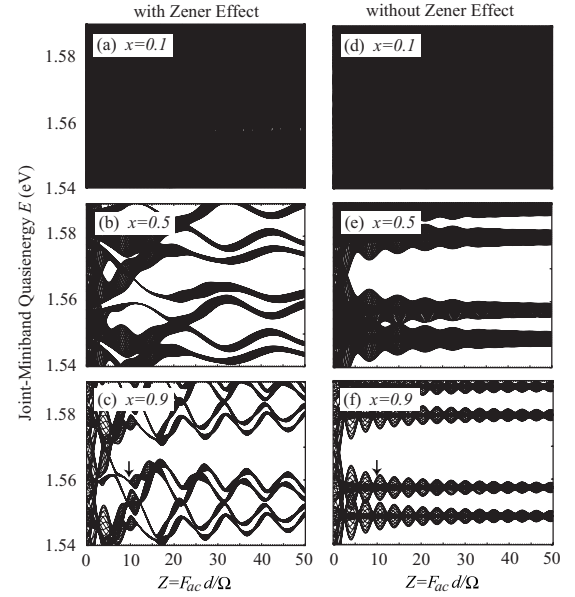 with Zener Effect
without Zener Effect
Joint-Miniband Quasienergy E (eV)
(a) x=0.1
(d) x=0.1
1.58
1.56
1.54
(b) x=0.5
(e) x=0.5
1.58
1.56
1.54
(c) x=0.9
(f) x=0.9
1.58
1.56
1.54
0 10 20 30 40 50
0 10 20 30 40 50
Z=F_ac d/Ω
Z=F_ac d/Ω